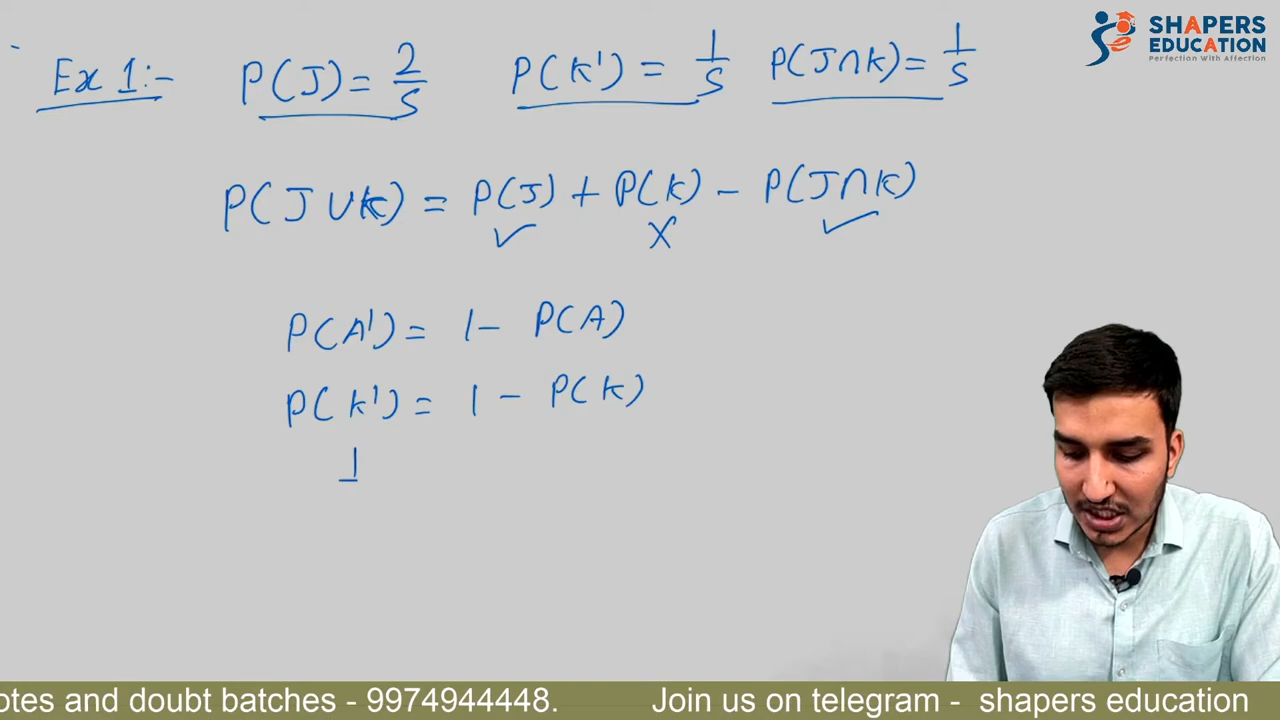 SHAPERS
EDUCATION
Perfection With Affection
Ex 1:- P(J) = 2/5 P(K') = 1/5 P(J∩K) = 1/5
P(J∪K) = P(J) + P(K) - P(J∩K)
✓ X ✓
P(A') = 1 - P(A)
P(K') = 1 - P(K)
1
otes and doubt batches - 9974944448. Join us on telegram - shapers education